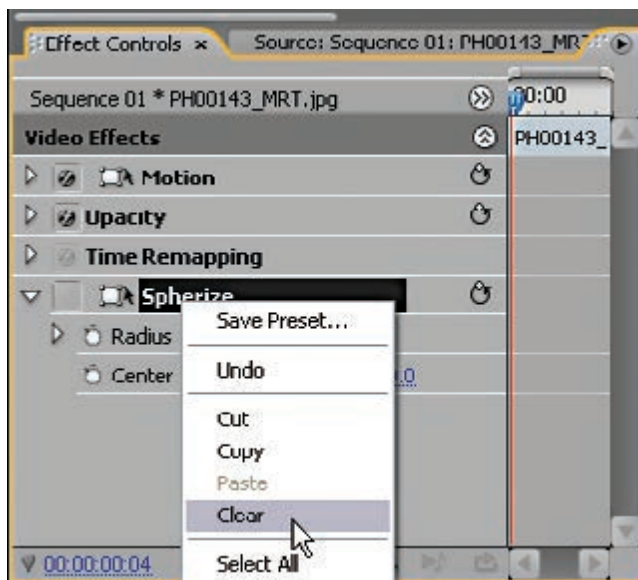 Effect Controls × Source: Sequence 01: PH00143_MR
Sequence 01 * PH00143_MRT.jpg 00:00
Video Effects PH00143_
Motion
Opacity
Time Remapping
Spherize
Save Preset...
Radius
Undo
Center .0
Cut
Copy
Paste
Clear
Select All
00:00:00:04